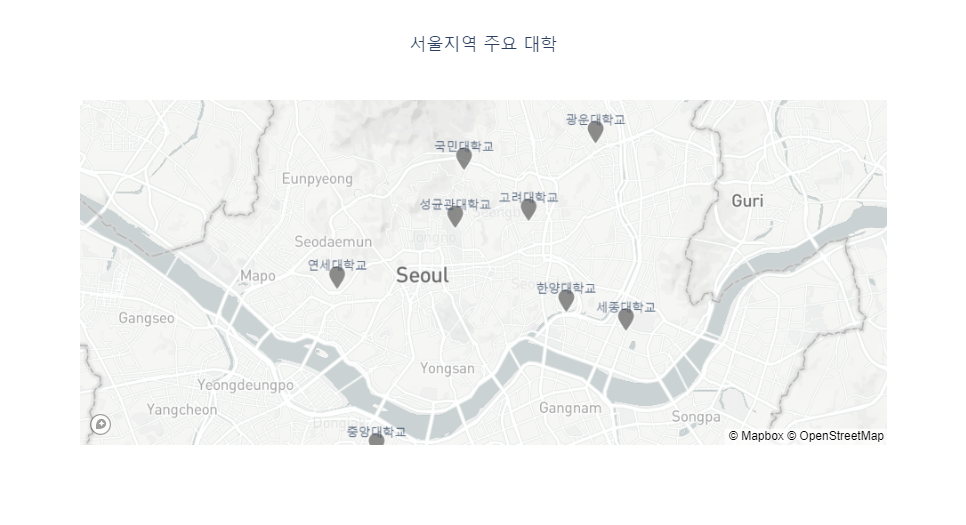 서울지역 주요 대학
광운대학교
국민대학교
Eunpyeong
고려대학교
성균관대학교
Guri
Jongno
Seodaemun
연세대학교
Mapo
Seoul
한양대학교
세종대학교
Gangseo
Yongsan
Yeongdeungpo
Yangcheon
Gangnam
Songpa
중앙대학교
© Mapbox © OpenStreetMap